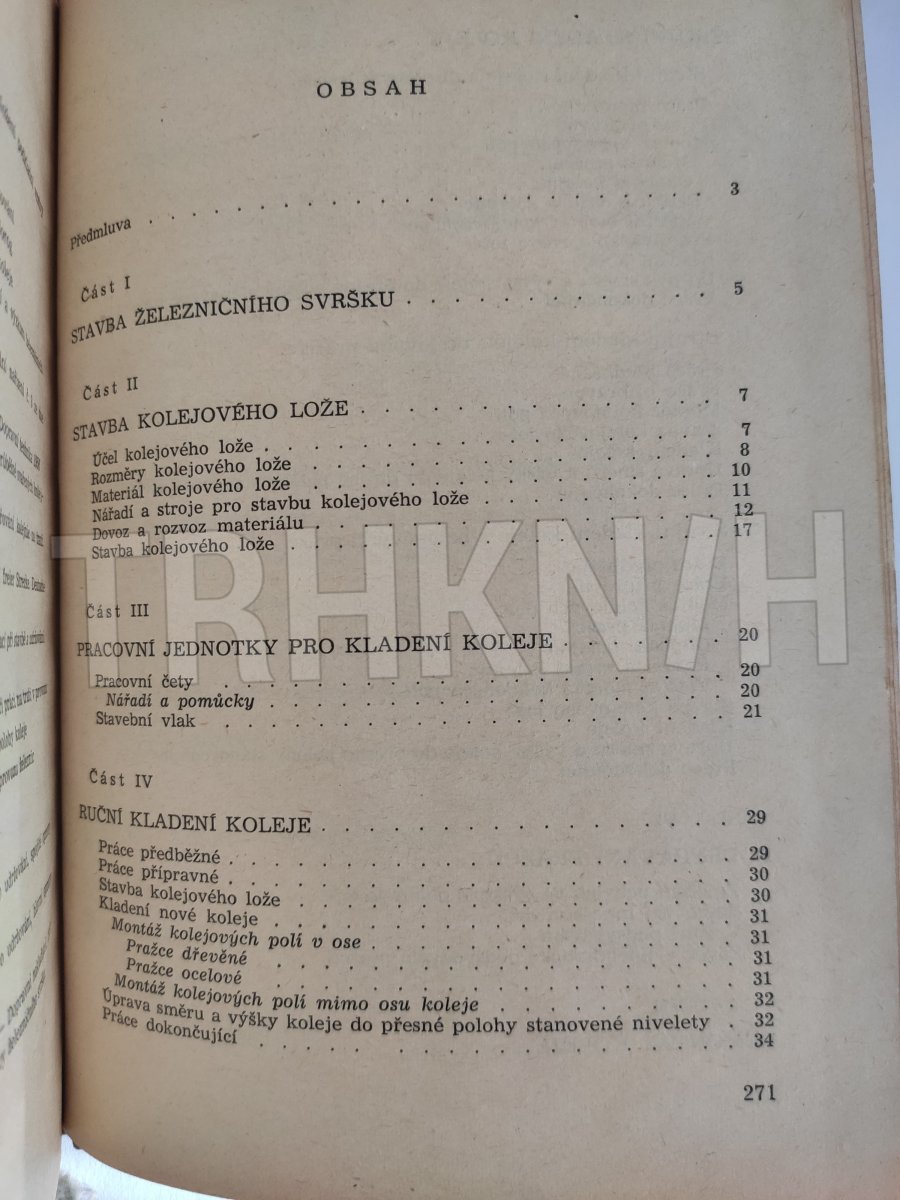 OBSAH
Předmluva . . . . . . . . . . . . . . . . . . . . 3
Část I
STAVBA ŽELEZNIČNÍHO SVRŠKU . . . . . . . . . . . 5
Část II
STAVBA KOLEJOVÉHO LOŽE . . . . . . . . . . . . . 7
Účel kolejového lože . . . . . . . . . . . . . . . 7
Rozměry kolejového lože . . . . . . . . . . . . . 8
Materiál kolejového lože . . . . . . . . . . . . . 10
Nářadí a stroje pro stavbu kolejového lože . . . . . . . 11
Dovoz a rozvoz materiálu . . . . . . . . . . . . . 12
Stavba kolejového lože . . . . . . . . . . . . . . 17
TRHKNIH
Část III
PRACOVNÍ JEDNOTKY PRO KLADENÍ KOLEJE . . . . . . 20
Pracovní čety . . . . . . . . . . . . . . . . . 20
Nářadí a pomůcky . . . . . . . . . . . . . . . 20
Stavební vlak . . . . . . . . . . . . . . . . . 21
Část IV
RUČNÍ KLADENÍ KOLEJE . . . . . . . . . . . . . . 29
Práce předběžné . . . . . . . . . . . . . . . . 29
Práce přípravné . . . . . . . . . . . . . . . . 30
Stavba kolejového lože . . . . . . . . . . . . . . 30
Kladení nové koleje . . . . . . . . . . . . . . . 31
Montáž kolejových polí v ose . . . . . . . . . . . 31
Pražce dřevěné . . . . . . . . . . . . . . . 31
Pražce ocelové . . . . . . . . . . . . . . . 31
Montáž kolejových polí mimo osu koleje . . . . . . . 32
Úprava směru a výšky koleje do přesné polohy stanovené nivelety . 32
Práce dokončující . . . . . . . . . . . . . . . 34
271